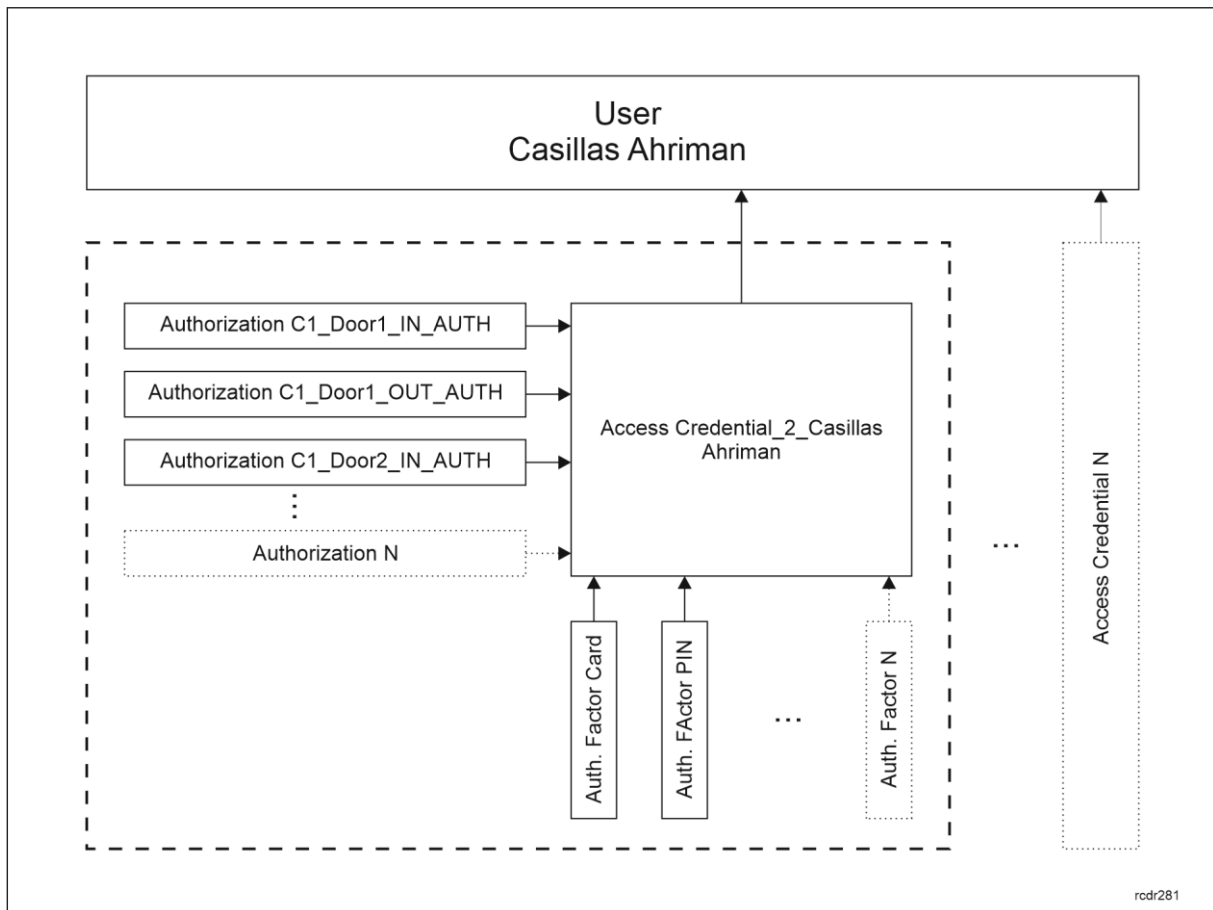 User
Casillas Ahriman
Authorization C1_Door1_IN_AUTH
Authorization C1_Door1_OUT_AUTH
Authorization C1_Door2_IN_AUTH
⋮
Authorization N
Access Credential_2_Casillas
Ahriman
Auth. Factor Card
Auth. FActor PIN
...
Auth. Factor N
...
Access Credential N
rcdr281